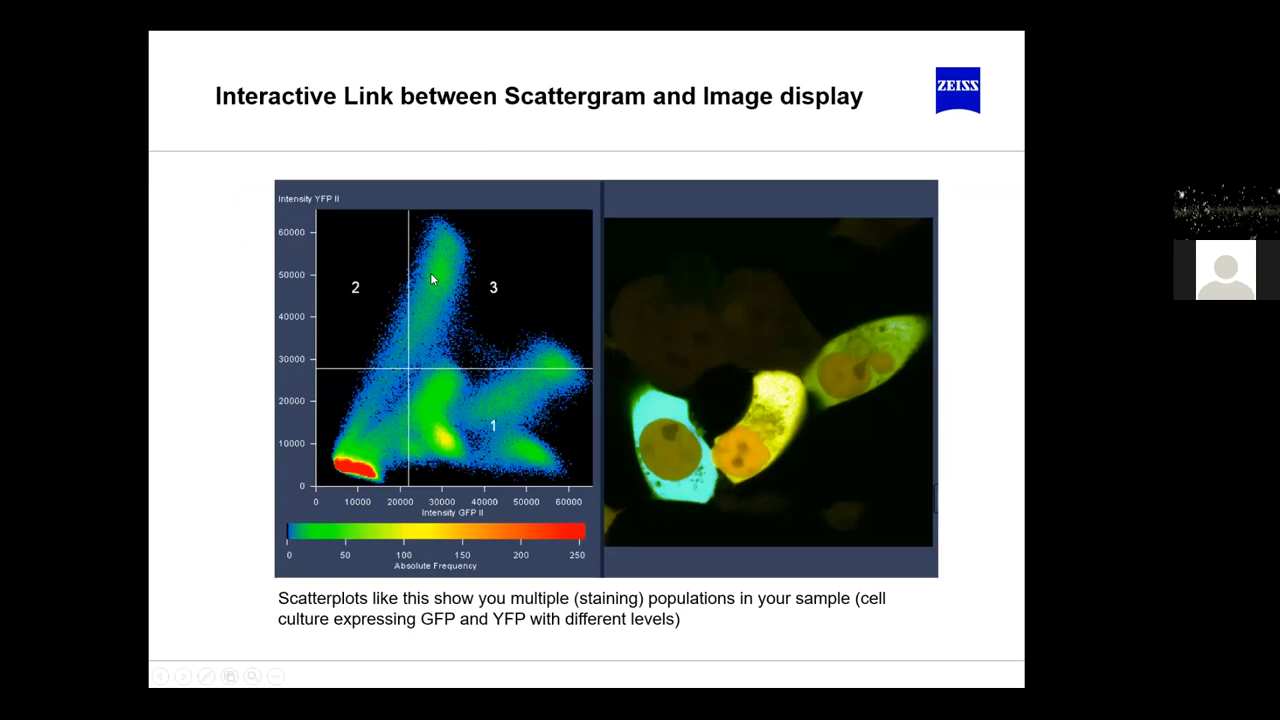 Interactive Link between Scattergram and Image display
ZEISS
Intensity YFP II
60000
50000
40000
30000
20000
10000
0
2
3
1
0 10000 20000 30000 40000 50000 60000
Intensity GFP II
0 50 100 150 200 250
Absolute Frequency
Scatterplots like this show you multiple (staining) populations in your sample (cell
culture expressing GFP and YFP with different levels)